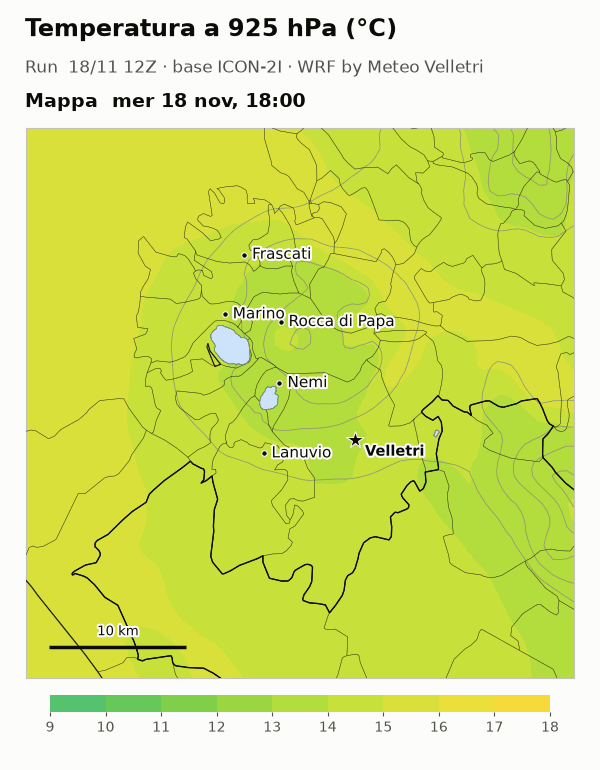 Temperatura a 925 hPa (°C)
Run  18/11 12Z · base ICON-2I · WRF by Meteo Velletri
Mappa  mer 18 nov, 18:00
Frascati
Marino
Rocca di Papa
Nemi
Velletri
Lanuvio
10 km
9 10 11 12 13 14 15 16 17 18